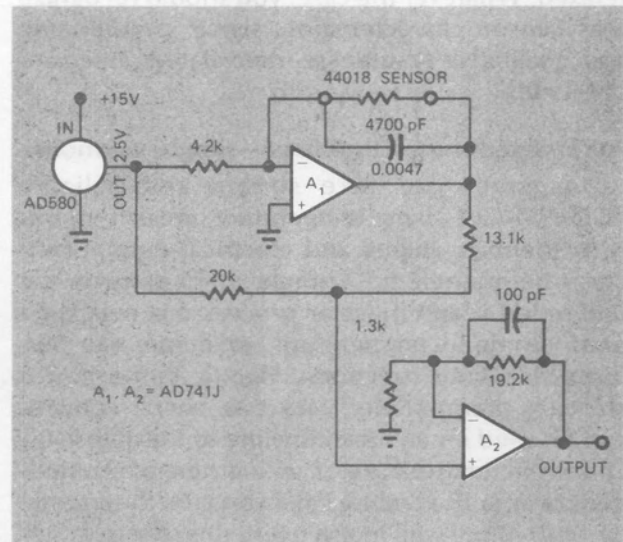 44018 SENSOR
+15V
IN
4700 pF
OUT 2.5V
4.2k
0.0047
A1
AD580
13.1k
20k
100 pF
1.3k
19.2k
A1, A2 = AD741J
A2
OUTPUT